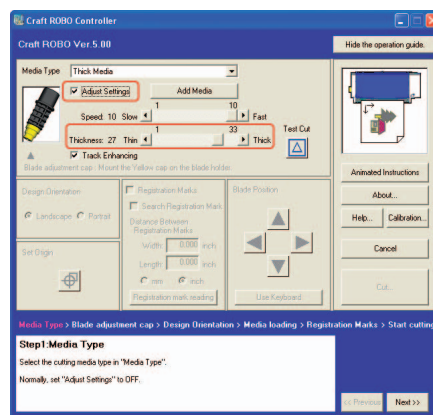 Craft ROBO Controller
Craft ROBO Ver.5.00
Hide the operation guide.
Media Type
Thick Media
Adjust Settings
Add Media
1 10
Speed: 10 Slow Fast
1 33
Thickness: 27 Thin Thick
Test Cut
Track Enhancing
Blade adjustment cap : Mount the Yellow cap on the blade holder.
Design Orientation
Landscape Portrait
Set Origin
Registration Marks
Search Registration Mark
Distance Between
Registration Marks
Width: 0.000 inch
Length: 0.000 inch
mm inch
Registration mark reading
Blade Position
Use Keyboard
Animated Instructions
About...
Help... Calibration...
Cancel
Cut...
Media Type > Blade adjustment cap > Design Orientation > Media loading > Registration Marks > Start cutting
Step1:Media Type
Select the cutting media type in "Media Type".
Normally, set "Adjust Settings" to OFF.
<< Previous Next >>